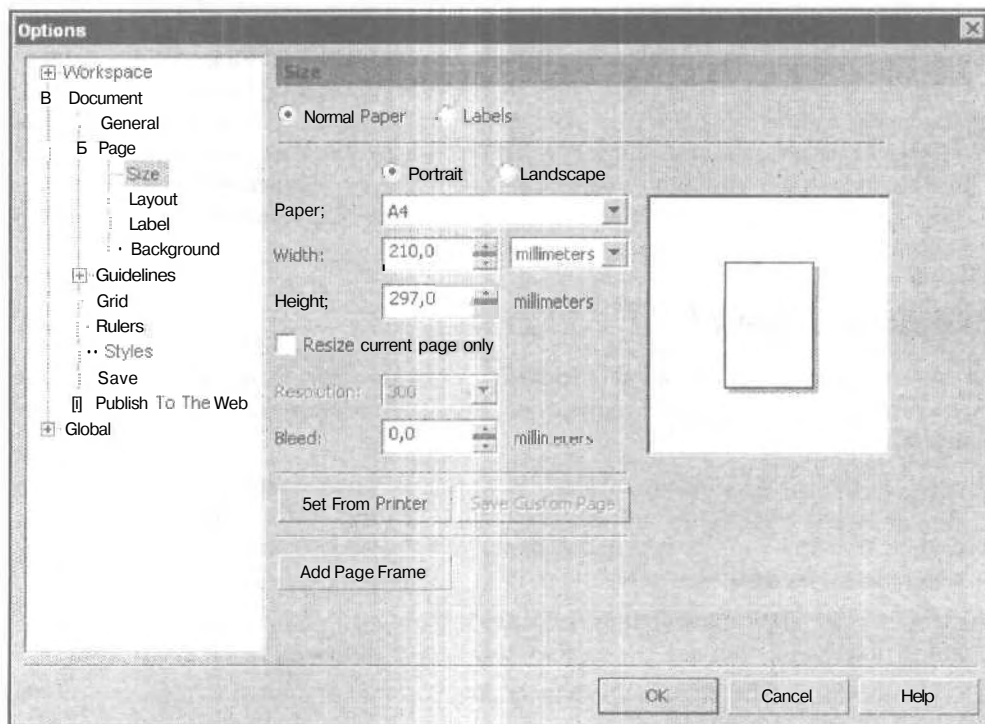 Options
Workspace
В Document
General
Б Page
Size
Layout
Label
Background
Guidelines
Grid
Rulers
Styles
Save
[i] Publish To The Web
Global
Size
Normal Paper Labels
Portrait Landscape
Paper; A4
Width: 210,0 millimeters
Height; 297,0 millimeters
Resize current page only
Resolution: 300
Bleed: 0,0 millimeters
5et From Printer Save Custom Page
Add Page Frame
OK Cancel Help